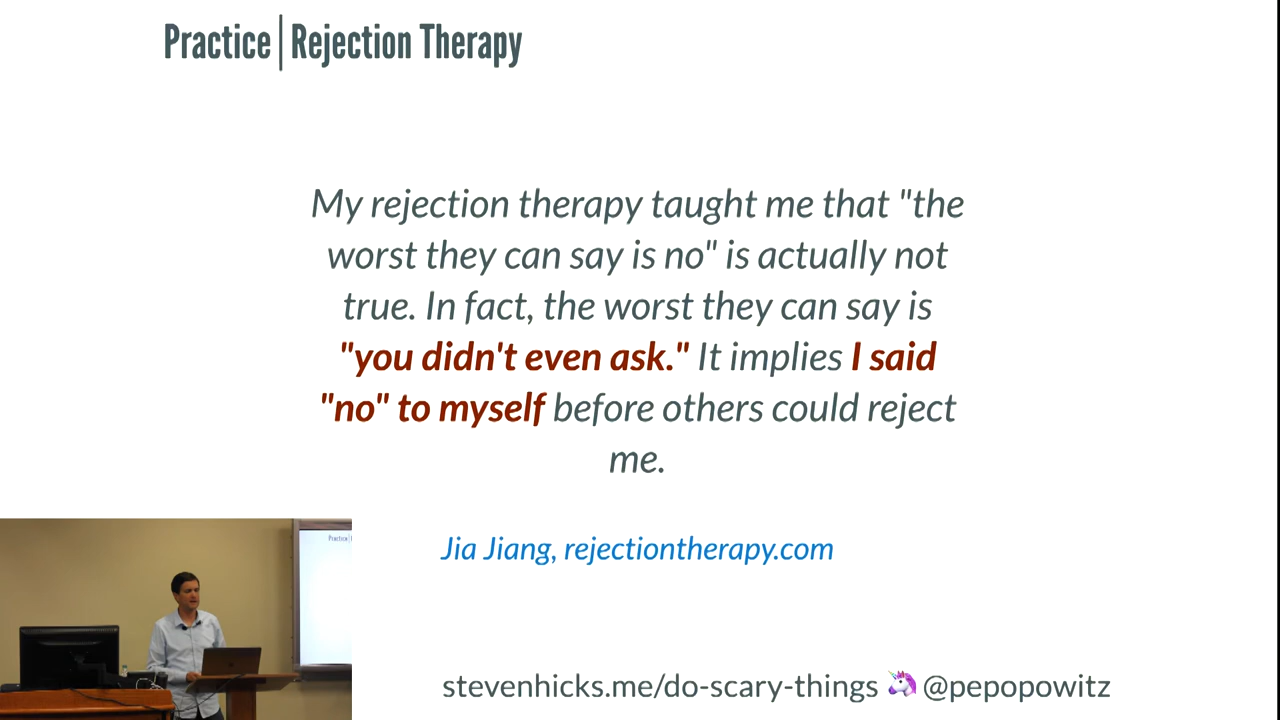 Practice | Rejection Therapy
My rejection therapy taught me that "the
worst they can say is no" is actually not
true. In fact, the worst they can say is
"you didn't even ask." It implies I said
"no" to myself before others could reject
me.
Jia Jiang, rejectiontherapy.com
Practice
stevenhicks.me/do-scary-things 🦄 @pepopowitz